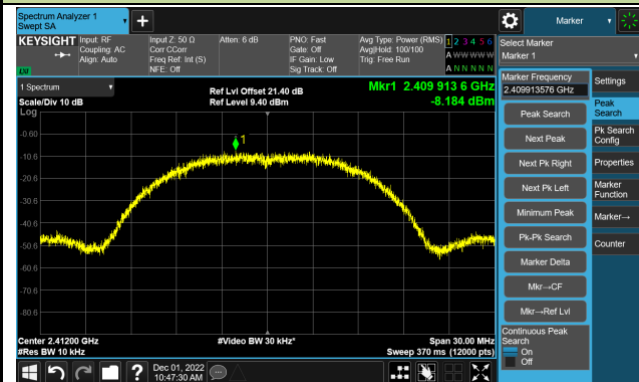 Spectrum Analyzer 1
Swept SA
Marker
KEYSIGHT
Input: RF
Coupling: AC
Align: Auto
Input Z: 50 Ω
Corr CCorr
Freq Ref: Int (S)
NFE: Off
Atten: 6 dB
PNO: Fast
Gate: Off
IF Gain: Low
Sig Track: Off
Avg Type: Power (RMS)
Avg|Hold: 100/100
Trig: Free Run
1 2 3 4 5 6
A W W W W W
A N N N N N
Select Marker
Marker 1
1 Spectrum
Scale/Div 10 dB
Log
Ref Lvl Offset 21.40 dB
Ref Level 9.40 dBm
Mkr1 2.409 913 6 GHz
-8.184 dBm
Marker Frequency
2.409913576 GHz
Settings
Peak Search
Peak
Search
Next Peak
Pk Search
Config
Next Pk Right
Properties
Next Pk Left
Marker
Function
Minimum Peak
Marker→
Pk-Pk Search
Counter
Marker Delta
Mkr→CF
Mkr→Ref Lvl
Continuous Peak
Search
On
Off
1
-0.60
-10.6
-20.6
-30.6
-40.6
-50.6
-60.6
-70.6
-80.6
Center 2.41200 GHz
#Res BW 10 kHz
#Video BW 30 kHz*
Span 30.00 MHz
Sweep 370 ms (12000 pts)
Dec 01, 2022
10:47:30 AM